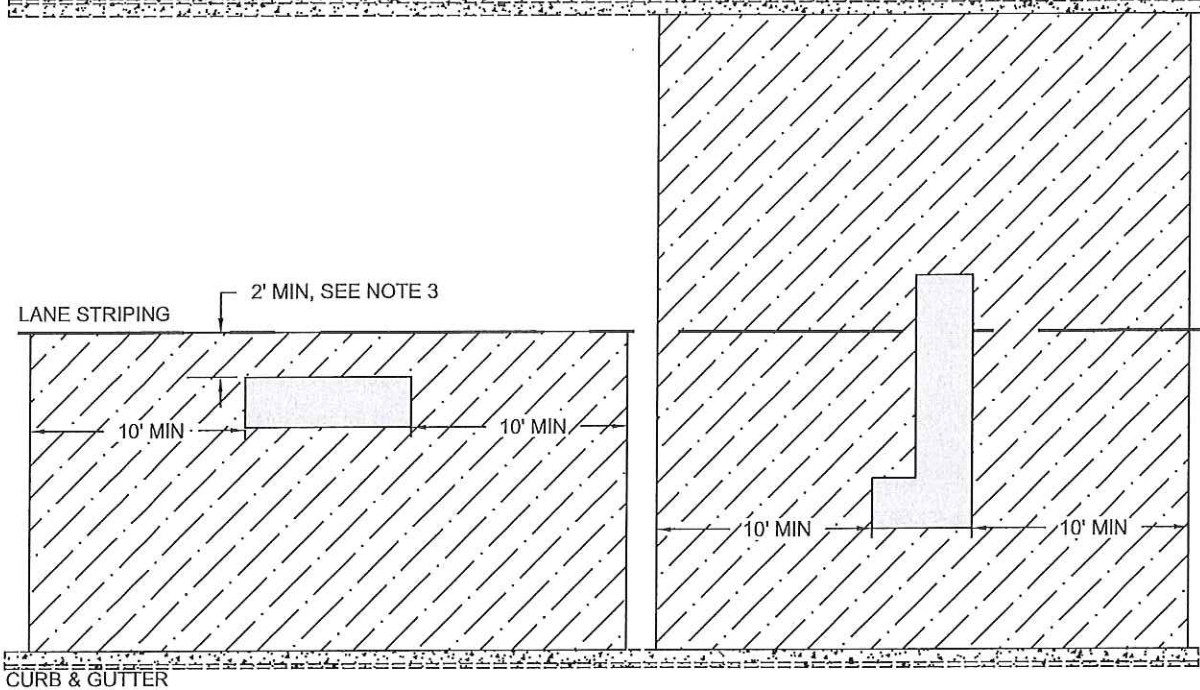 2' MIN, SEE NOTE 3
LANE STRIPING
10' MIN
10' MIN
10' MIN
10' MIN
CURB & GUTTER